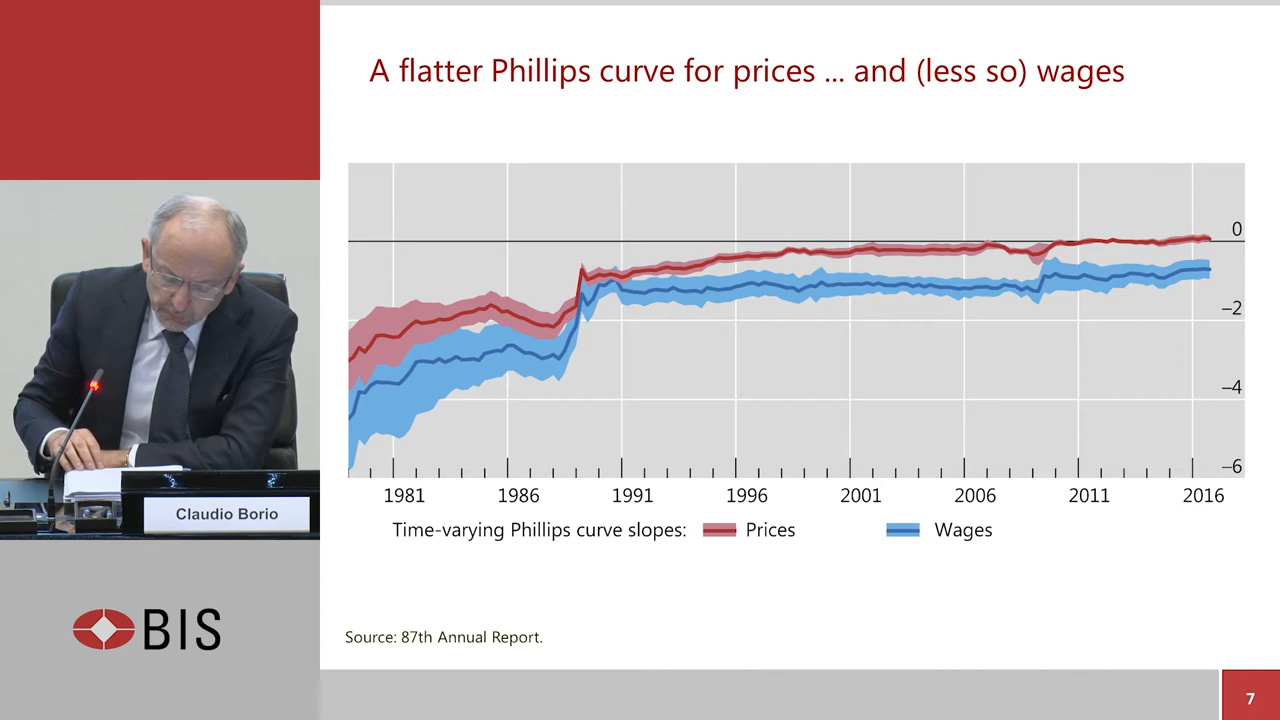 A flatter Phillips curve for prices ... and (less so) wages
0
–2
–4
–6
1981 1986 1991 1996 2001 2006 2011 2016
Time-varying Phillips curve slopes: Prices Wages
Claudio Borio
BIS
Source: 87th Annual Report.
7